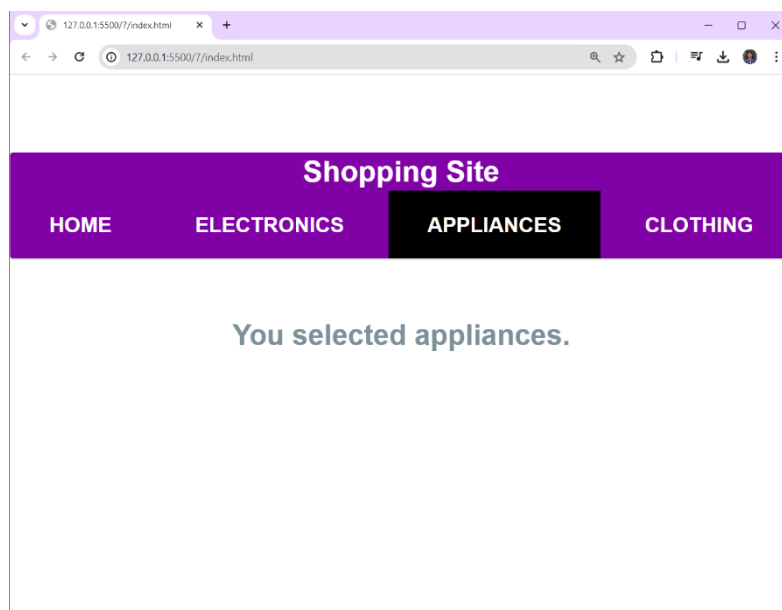 127.0.0.1:5500/7/index.html
127.0.0.1:5500/7/index.html
Shopping Site
HOME ELECTRONICS APPLIANCES CLOTHING
You selected appliances.